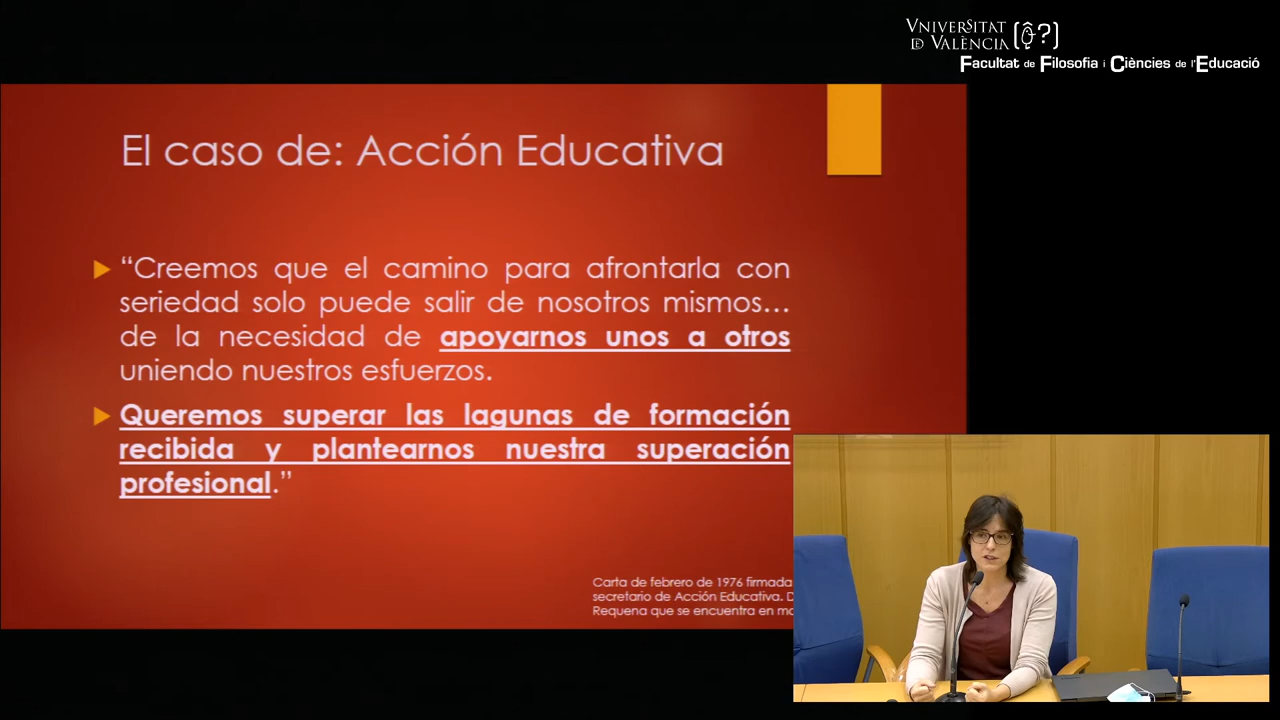 VNIVERSITAT
DE VALÈNCIA
Facultat de Filosofia i Ciències de l'Educació
El caso de: Acción Educativa
“Creemos que el camino para afrontarla con
seriedad solo puede salir de nosotros mismos…
de la necesidad de apoyarnos unos a otros
uniendo nuestros esfuerzos.
Queremos superar las lagunas de formación
recibida y plantearnos nuestra superación
profesional.”
Carta de febrero de 1976 firmada
secretario de Acción Educativa.
Requena que se encuentra en